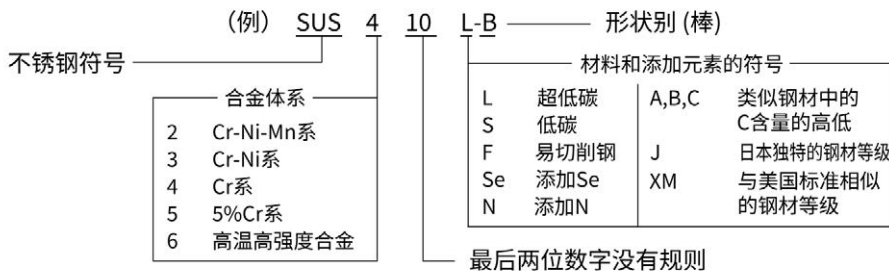 （例） SUS 4 10 L-B 形状别 (棒)
不锈钢符号
合金体系
2 Cr-Ni-Mn系
3 Cr-Ni系
4 Cr系
5 5%Cr系
6 高温高强度合金
材料和添加元素的符号
L 超低碳
S 低碳
F 易切削钢
Se 添加Se
N 添加N
A,B,C 类似钢材中的
C含量的高低
J 日本独特的钢材等级
XM 与美国标准相似
的钢材等级
最后两位数字没有规则